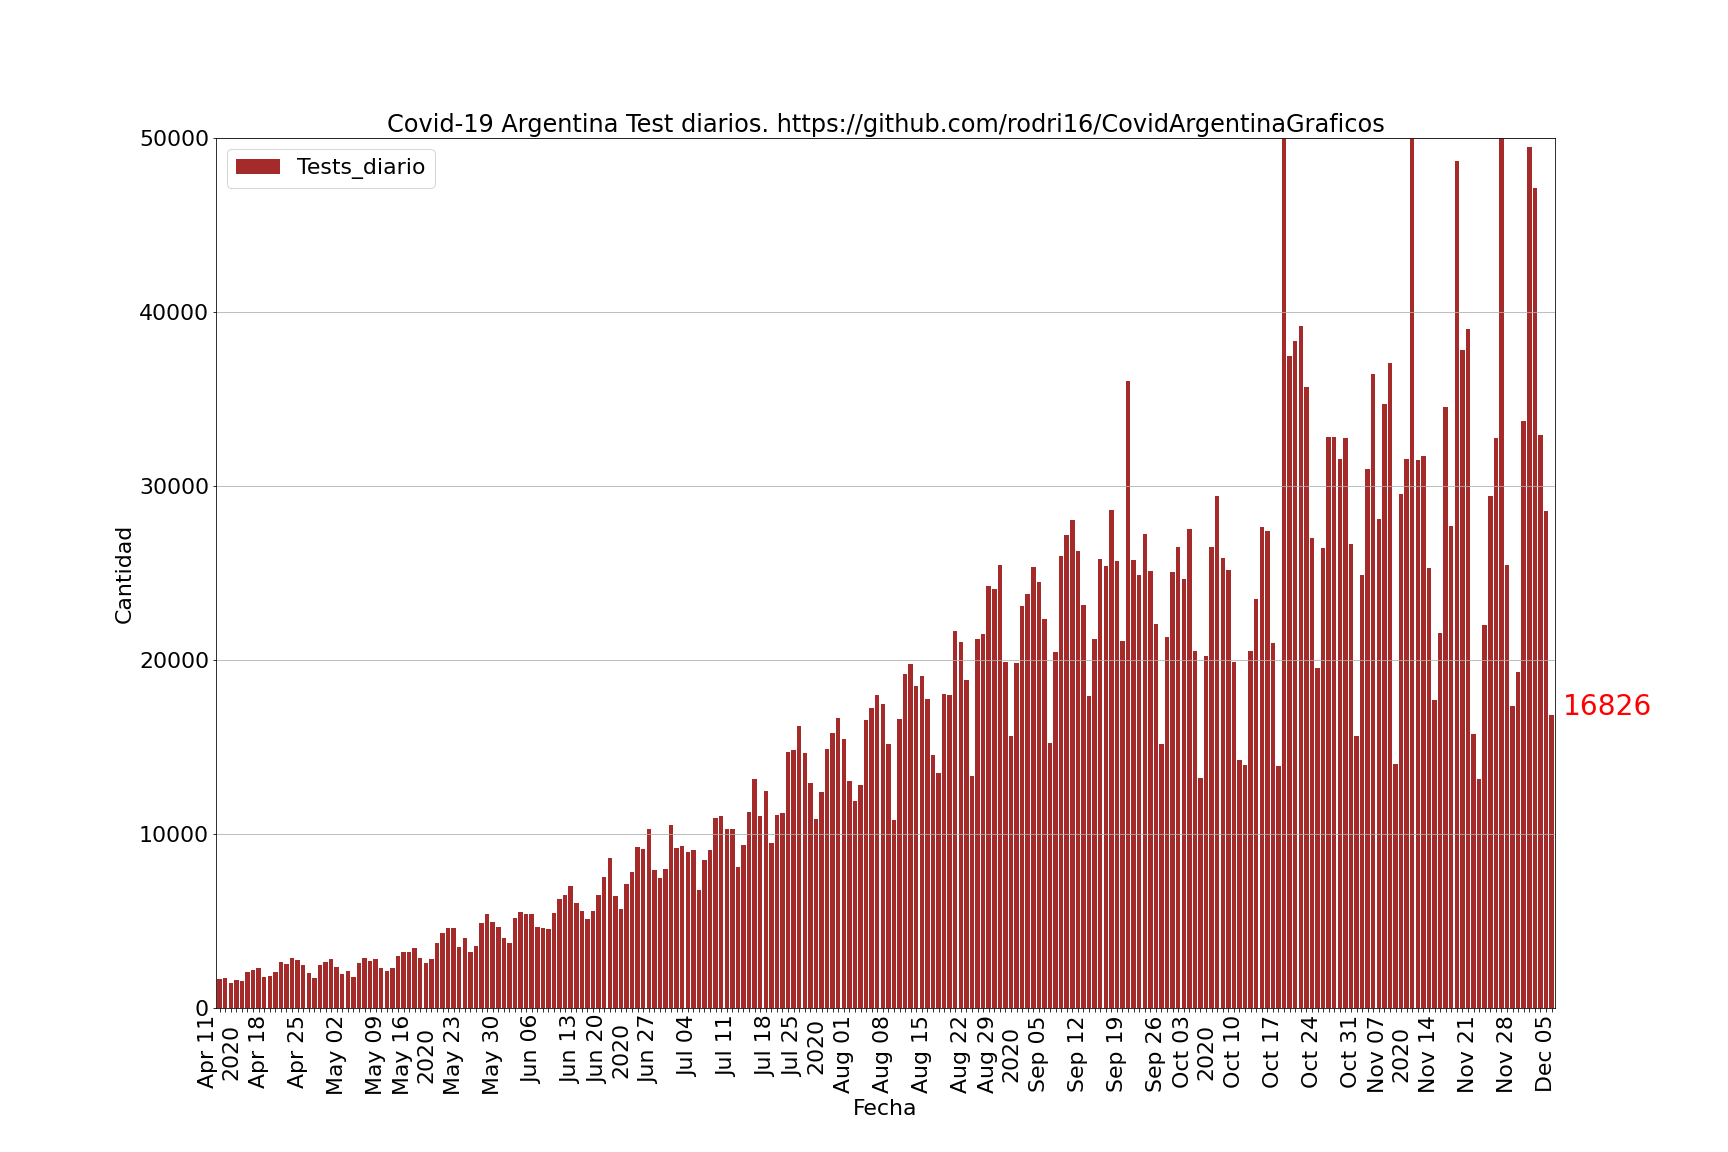 Covid-19 Argentina Test diarios. https://github.com/rodri16/CovidArgentinaGraficos
Tests_diario
50000
40000
30000
20000
10000
0
Cantidad
16826
Apr 11
2020
Apr 18
Apr 25
May 02
May 09
May 16
2020
May 23
May 30
Jun 06
Jun 13
Jun 20
2020
Jun 27
Jul 04
Jul 11
Jul 18
Jul 25
2020
Aug 01
Aug 08
Aug 15
Aug 22
Aug 29
2020
Sep 05
Sep 12
Sep 19
Sep 26
Oct 03
2020
Oct 10
Oct 17
Oct 24
Oct 31
Nov 07
2020
Nov 14
Nov 21
Nov 28
Dec 05
Fecha